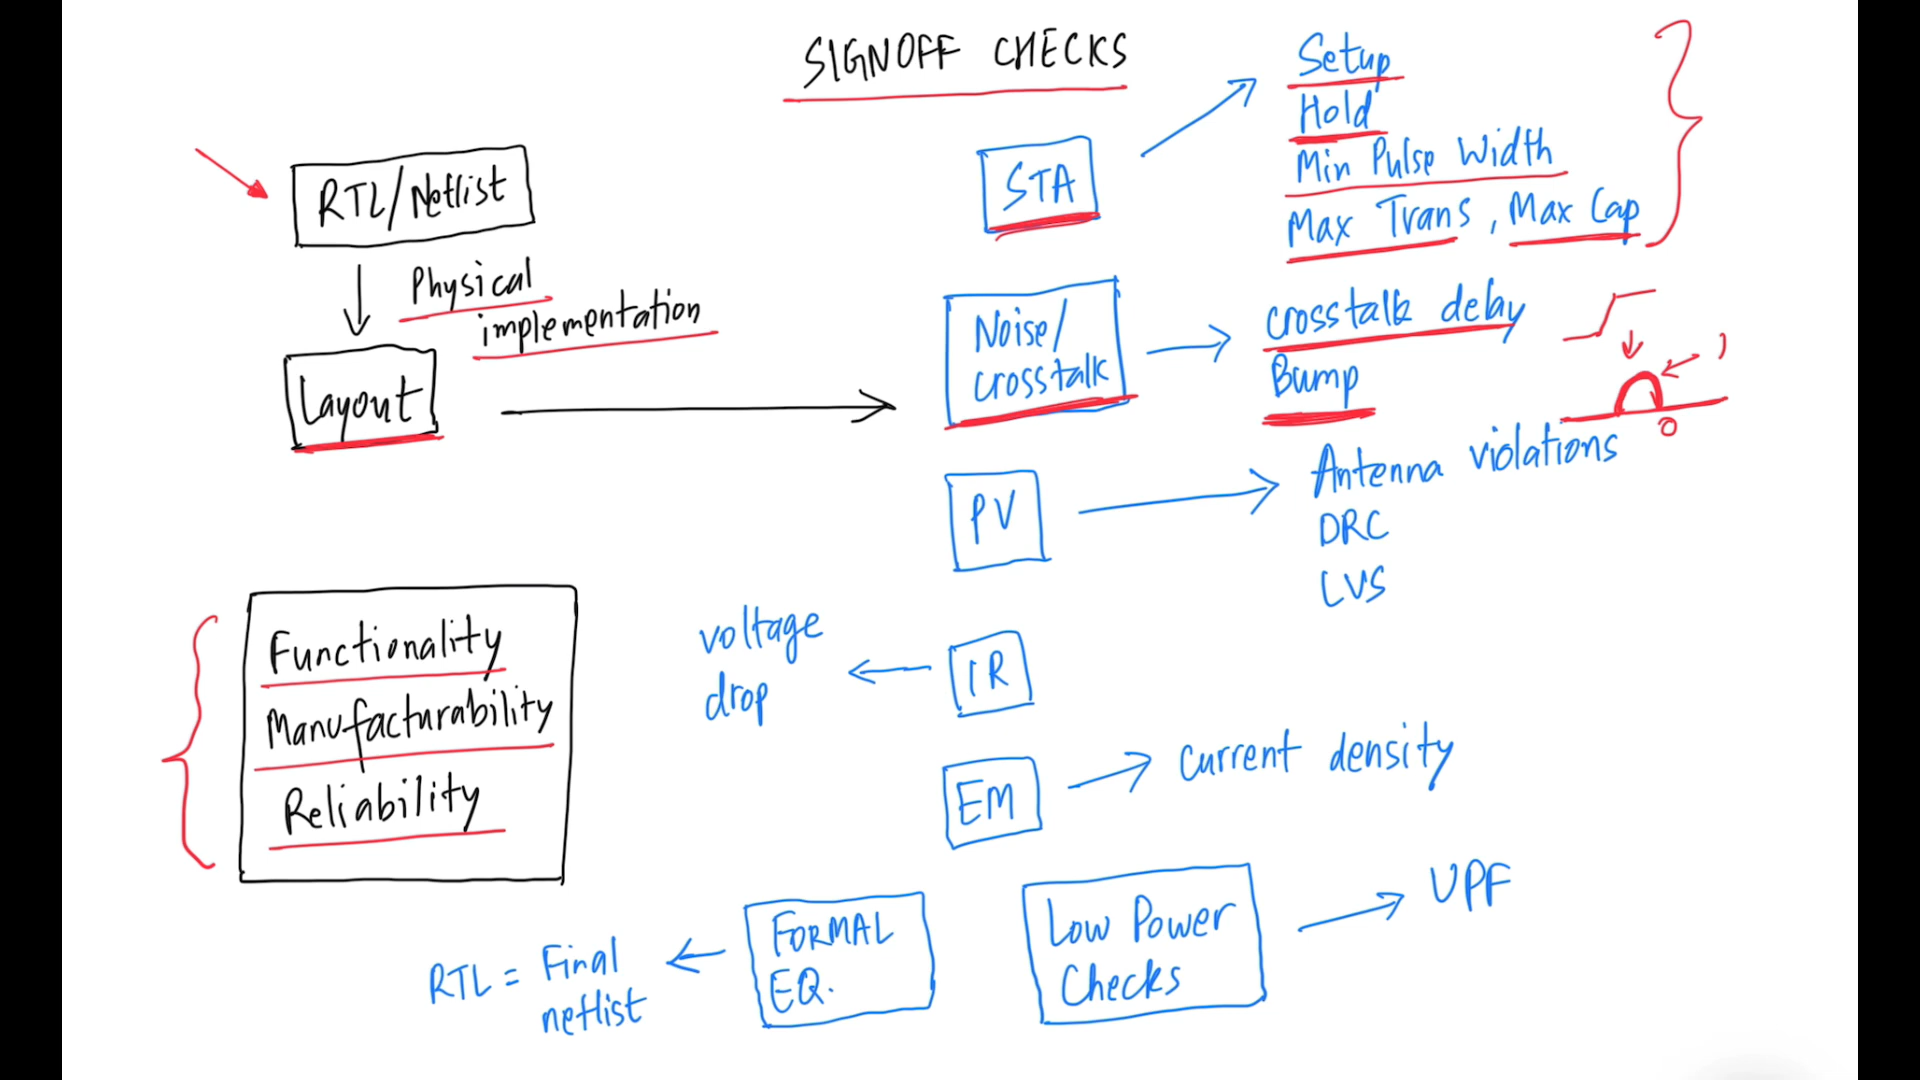 SIGNOFF CHECKS
RTL/Netlist
Physical
implementation
Layout
Functionality
Manufacturability
Reliability
STA
Setup
Hold
Min Pulse Width
Max Trans, Max Cap
Noise/
crosstalk
crosstalk delay
Bump
1
0
PV
Antenna violations
DRC
LVS
IR
voltage
drop
EM
current density
FORMAL
EQ.
RTL = Final
netlist
Low Power
Checks
UPF